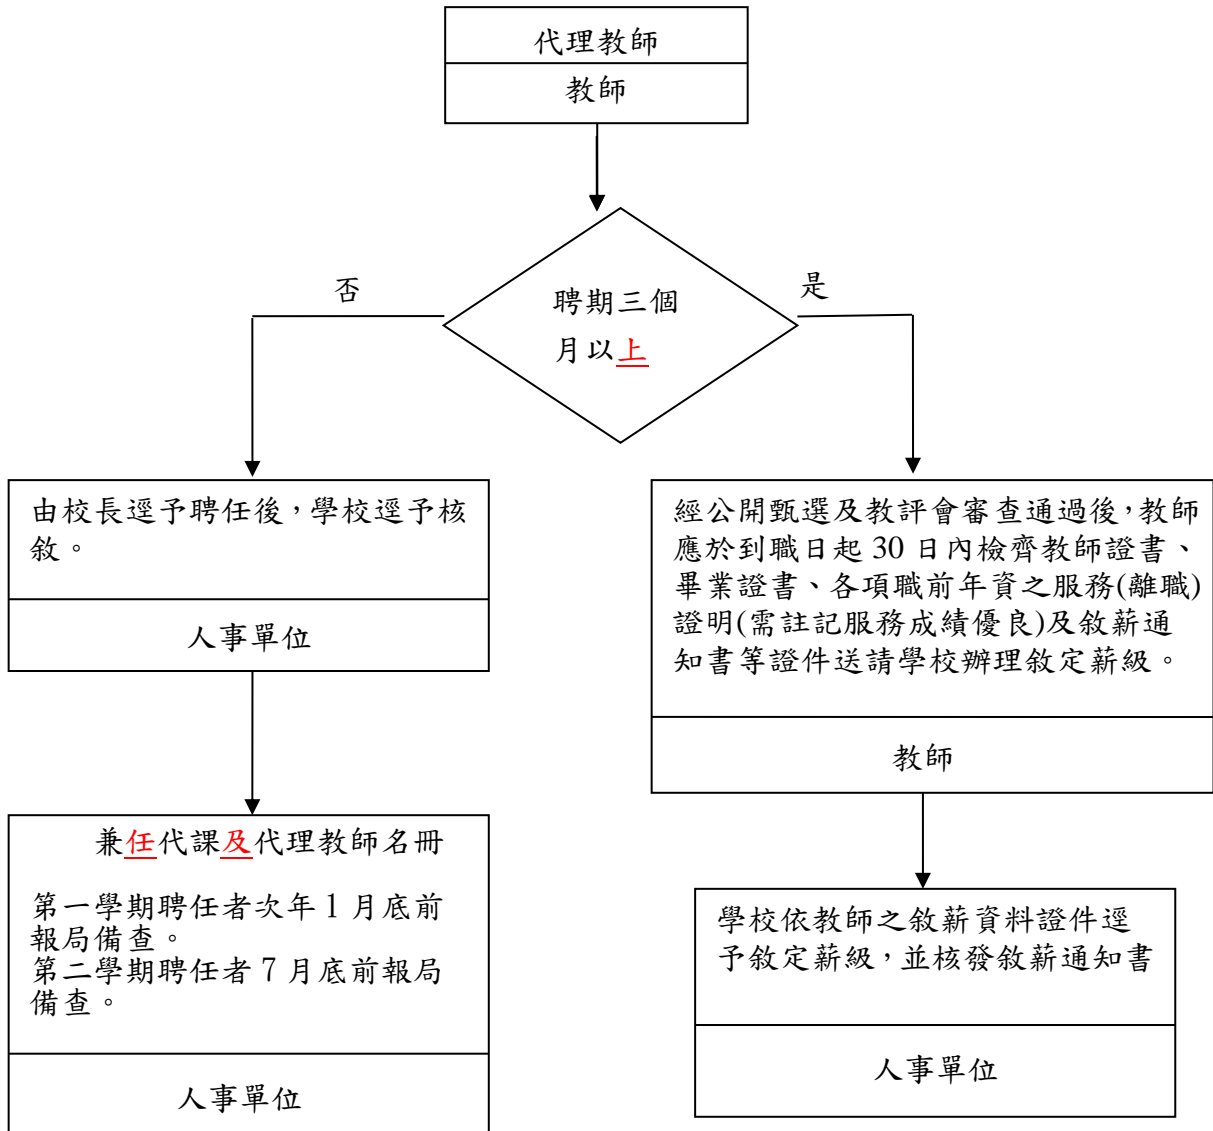 代理教師
教師
否
是
聘期三個
月以上
由校長逕予聘任後，學校逕予核
敘。
人事單位
經公開甄選及教評會審查通過後，教師
應於到職日起 30 日內檢齊教師證書、
畢業證書、各項職前年資之服務(離職)
證明(需註記服務成績優良)及敘薪通
知書等證件送請學校辦理敘定薪級。
教師
兼任代課及代理教師名冊
第一學期聘任者次年 1 月底前
報局備查。
第二學期聘任者 7 月底前報局
備查。
人事單位
學校依教師之敘薪資料證件逕
予敘定薪級，並核發敘薪通知書
人事單位